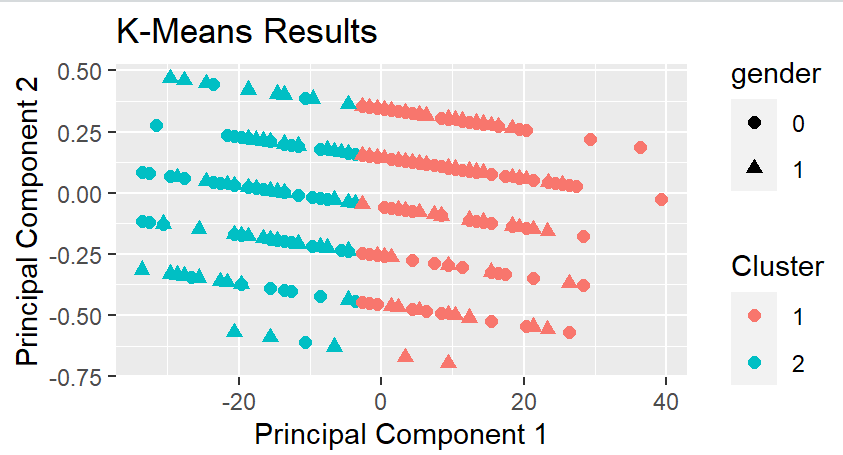 K-Means Results
Principal Component 2
0.50
0.25
0.00
-0.25
-0.50
-0.75
-20
0
20
40
Principal Component 1
gender
0
1
Cluster
1
2